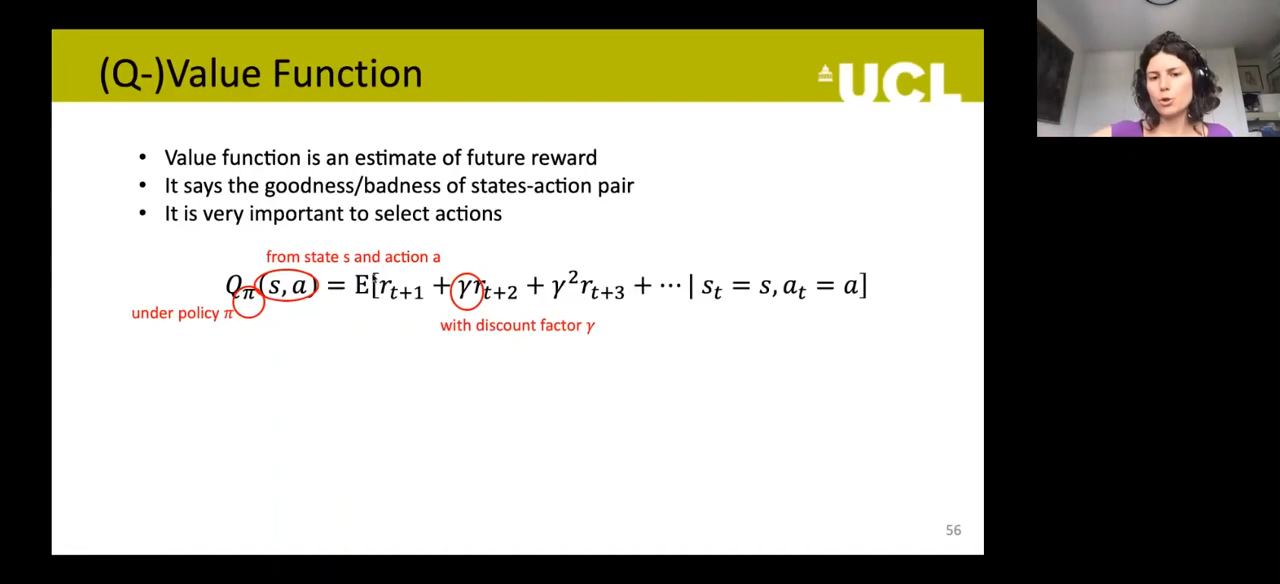 (Q-)Value Function
UCL
• Value function is an estimate of future reward
• It says the goodness/badness of states-action pair
• It is very important to select actions
from state s and action a
Qπ(s, a) = E[rt+1 + γrt+2 + γ²rt+3 + ⋯ | st = s, at = a]
under policy π
with discount factor γ
56